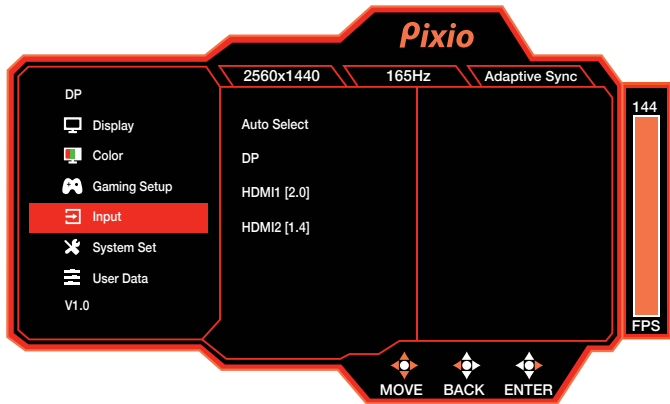 Pixio
2560x1440 165Hz Adaptive Sync
DP
Display
Color
Gaming Setup
Input
System Set
User Data
V1.0
Auto Select
DP
HDMI1 [2.0]
HDMI2 [1.4]
144
FPS
MOVE BACK ENTER